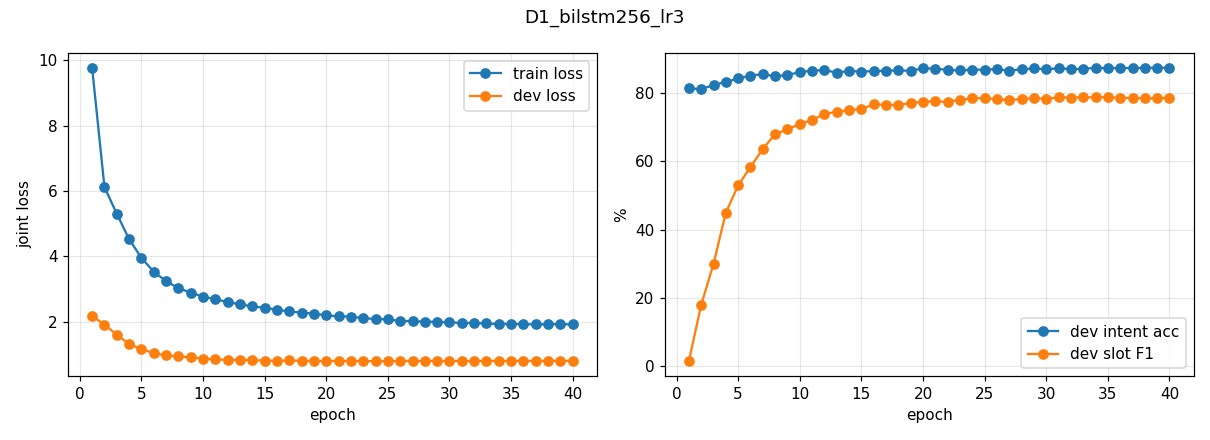 D1_bilstm256_lr3
joint loss
10
8
6
4
2
0 5 10 15 20 25 30 35 40
epoch
train loss
dev loss
%
80
60
40
20
0
0 5 10 15 20 25 30 35 40
epoch
dev intent acc
dev slot F1